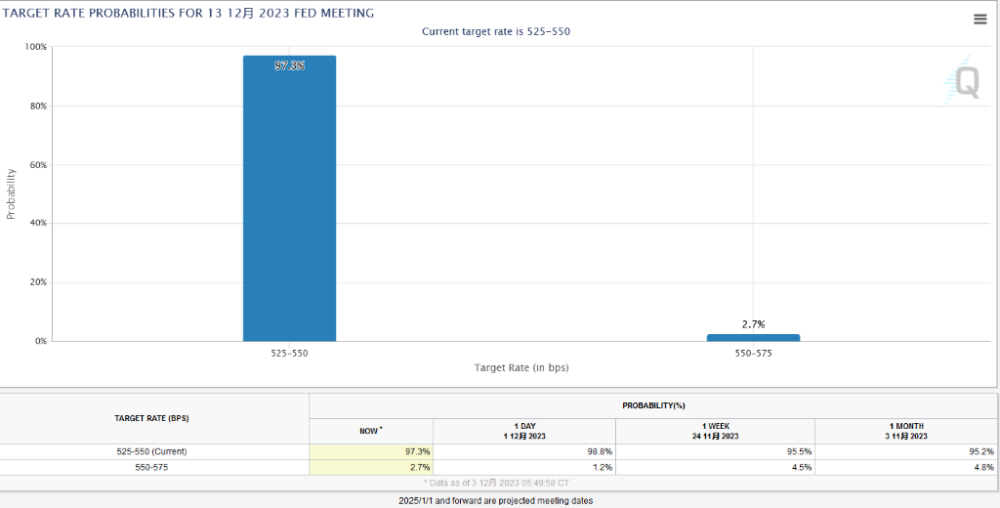 TARGET RATE PROBABILITIES FOR 13 12月 2023 FED MEETING
Current target rate is 525-550
100%
97.3%
80%
Q
60%
Probability
40%
20%
2.7%
0%
525-550 550-575
Target Rate (in bps)
TARGET RATE (BPS) PROBABILITY(%)
NOW * 1 DAY 1 WEEK 1 MONTH
1 12月 2023 24 11月 2023 3 11月 2023
525-550 (Current) 97.3% 98.8% 95.5% 95.2%
550-575 2.7% 1.2% 4.5% 4.8%
* Data as of 3 12月 2023 05:49:58 CT
2025/1/1 and forward are projected meeting dates